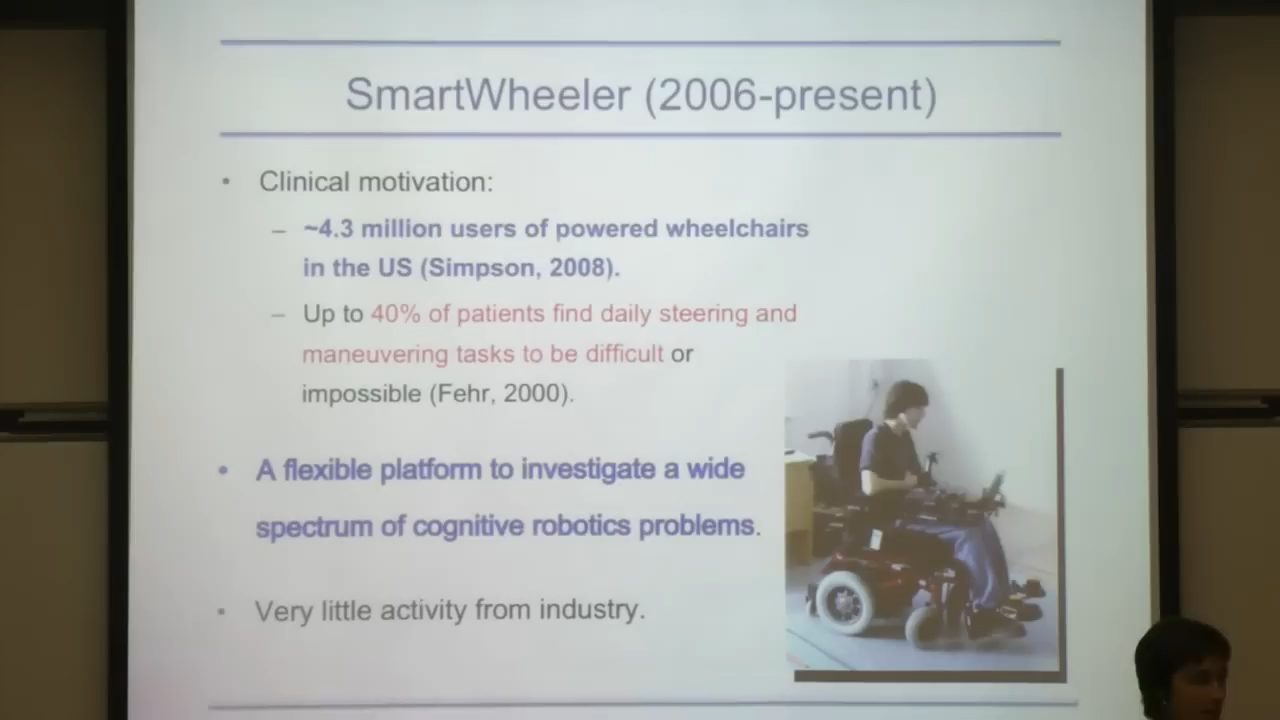 SmartWheeler (2006-present)
• Clinical motivation:
– ~4.3 million users of powered wheelchairs
in the US (Simpson, 2008).
– Up to 40% of patients find daily steering and
maneuvering tasks to be difficult or
impossible (Fehr, 2000).
• A flexible platform to investigate a wide
spectrum of cognitive robotics problems.
• Very little activity from industry.